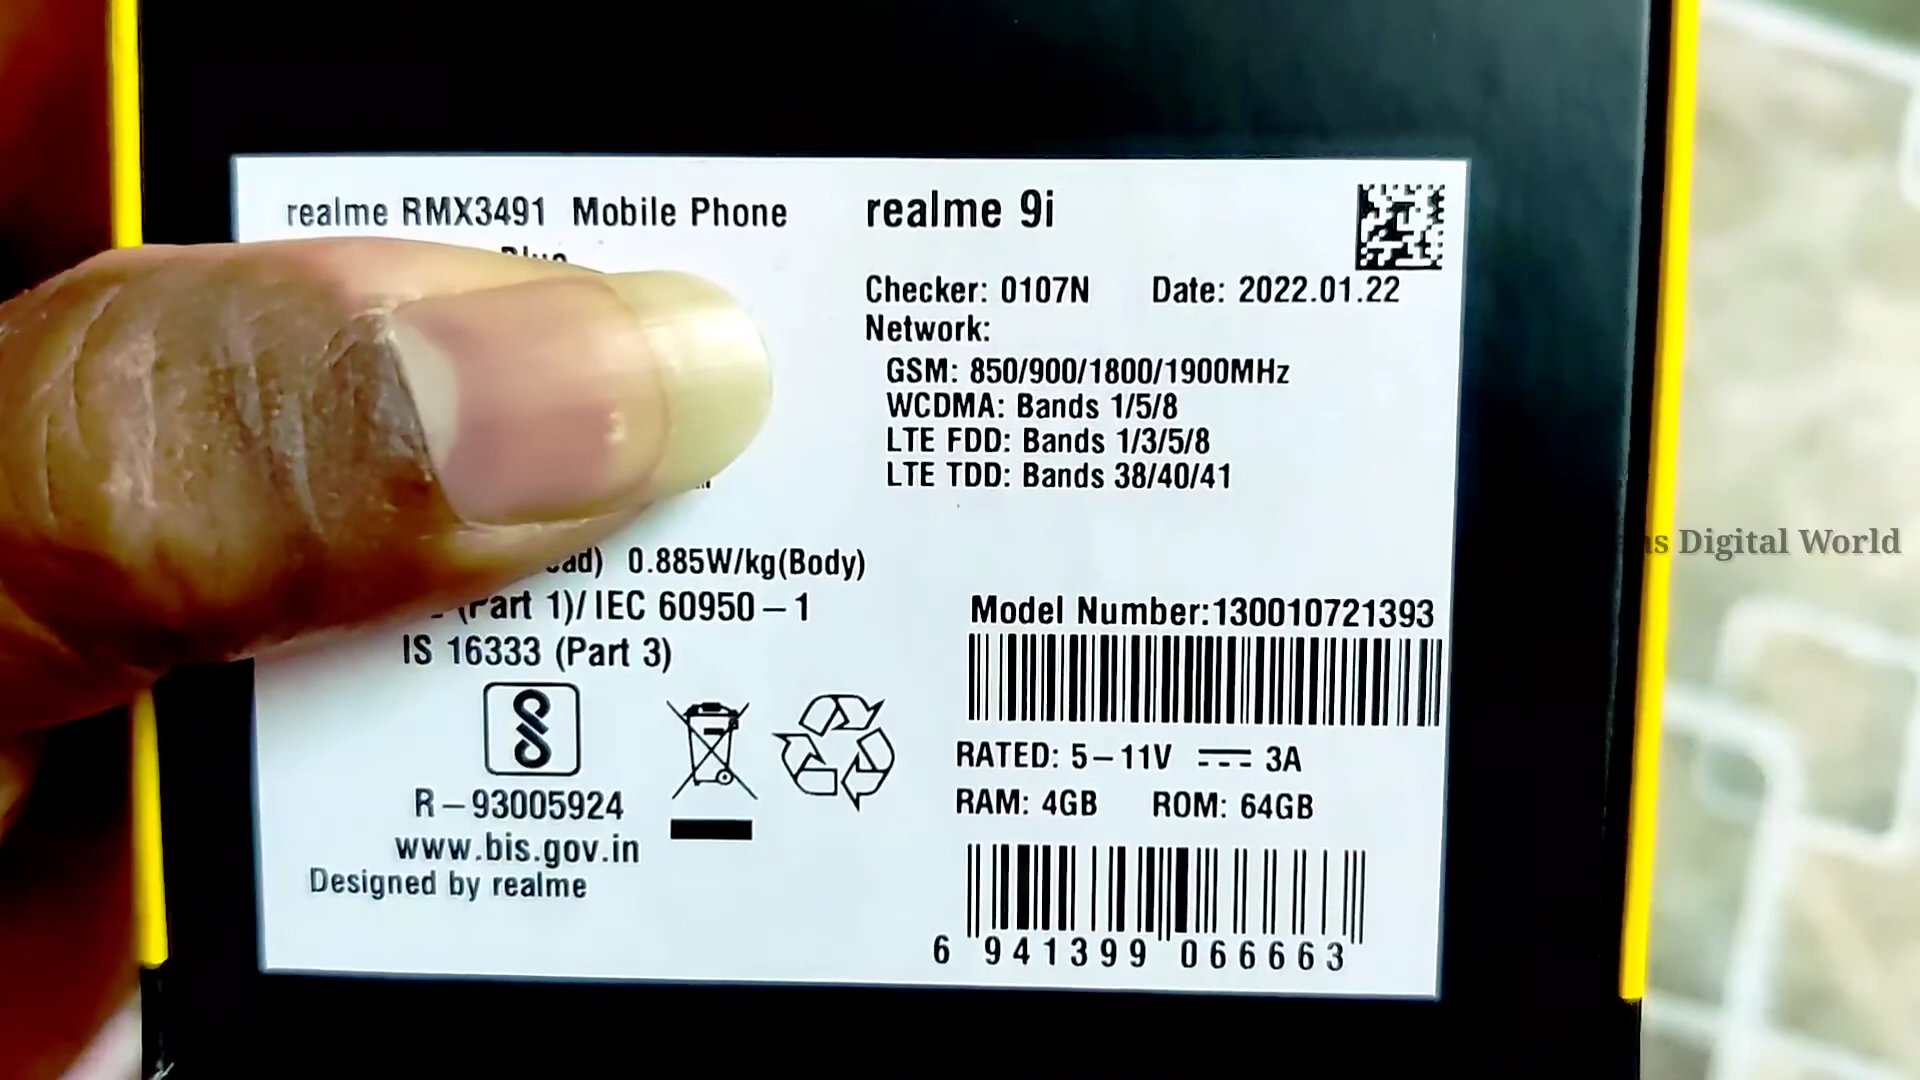 realme RMX3491 Mobile Phone
realme 9i
Checker: 0107N Date: 2022.01.22
Network:
GSM: 850/900/1800/1900MHz
WCDMA: Bands 1/5/8
LTE FDD: Bands 1/3/5/8
LTE TDD: Bands 38/40/41
0.885W/kg(Body)
(Part 1)/ IEC 60950–1
IS 16333 (Part 3)
R–93005924
www.bis.gov.in
Designed by realme
Model Number:130010721393
RATED: 5–11V 3A
RAM: 4GB ROM: 64GB
6 941399 066663
Digital World